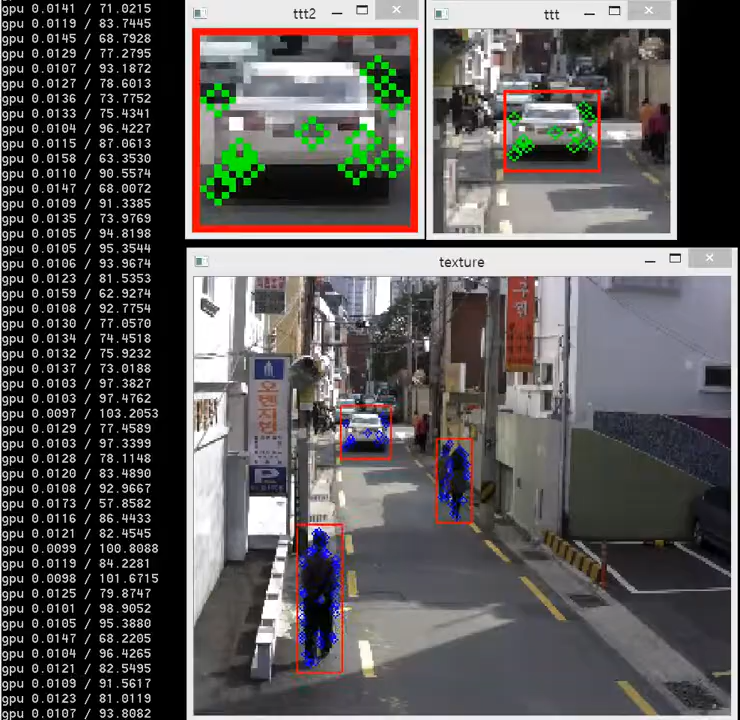 gpu 0.0141 / 71.0215
gpu 0.0119 / 83.7445
gpu 0.0145 / 68.7928
gpu 0.0129 / 77.2795
gpu 0.0107 / 93.1872
gpu 0.0127 / 78.6013
gpu 0.0136 / 73.7752
gpu 0.0133 / 75.4341
gpu 0.0104 / 96.4227
gpu 0.0115 / 87.0613
gpu 0.0158 / 63.3530
gpu 0.0110 / 90.5574
gpu 0.0147 / 68.0072
gpu 0.0109 / 91.3385
gpu 0.0135 / 73.9769
gpu 0.0105 / 94.8198
gpu 0.0105 / 95.3544
gpu 0.0106 / 93.9674
gpu 0.0123 / 81.5353
gpu 0.0159 / 62.9274
gpu 0.0108 / 92.7754
gpu 0.0130 / 77.0570
gpu 0.0134 / 74.4518
gpu 0.0132 / 75.9232
gpu 0.0137 / 73.0188
gpu 0.0103 / 97.3827
gpu 0.0103 / 97.4762
gpu 0.0097 / 103.2053
gpu 0.0129 / 77.4589
gpu 0.0103 / 97.3399
gpu 0.0128 / 78.1148
gpu 0.0120 / 83.4890
gpu 0.0108 / 92.9667
gpu 0.0173 / 57.8582
gpu 0.0116 / 86.4433
gpu 0.0121 / 82.4545
gpu 0.0099 / 100.8088
gpu 0.0119 / 84.2281
gpu 0.0098 / 101.6715
gpu 0.0125 / 79.8747
gpu 0.0101 / 98.9052
gpu 0.0105 / 95.3880
gpu 0.0147 / 68.2205
gpu 0.0104 / 96.4265
gpu 0.0121 / 82.5495
gpu 0.0109 / 91.5617
gpu 0.0123 / 81.0119
gpu 0.0107 / 93.8082
ttt2
ttt
texture
P